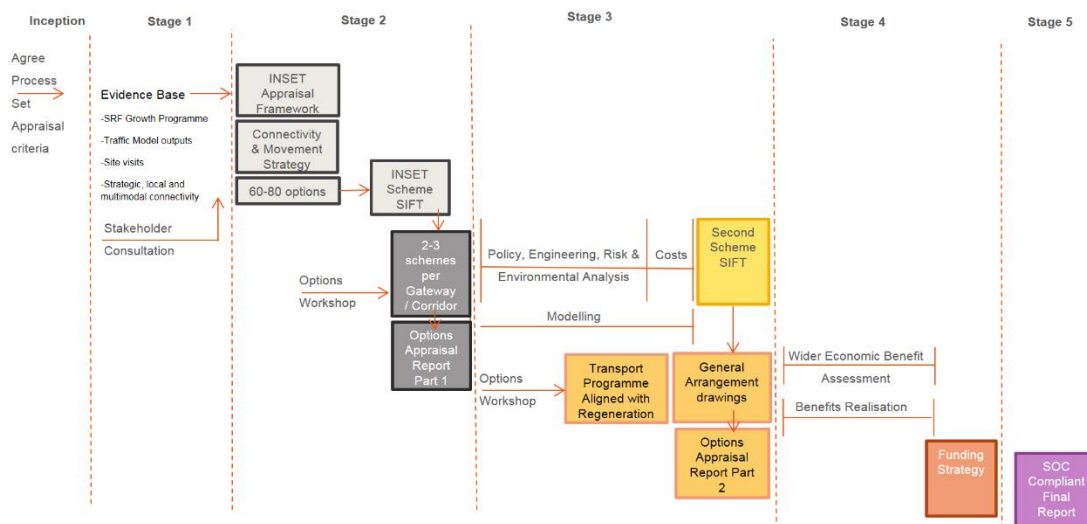 Inception
Stage 1
Stage 2
Stage 3
Stage 4
Stage 5
Agree
Process
Set
Appraisal
criteria
Evidence Base
-SRF Growth Programme
-Traffic Model outputs
-Site visits
-Strategic, local and
multimodal connectivity
Stakeholder
Consultation
INSET
Appraisal
Framework
Connectivity
& Movement
Strategy
60-80 options
INSET
Scheme
SIFT
2-3
schemes
per
Gateway
/ Corridor
Options
Workshop
Options
Appraisal
Report
Part 1
Policy, Engineering, Risk &
Environmental Analysis
Costs
Modelling
Second
Scheme
SIFT
Options
Workshop
Transport
Programme
Aligned with
Regeneration
General
Arrangement
drawings
Options
Appraisal
Report Part
2
Wider Economic Benefit
Assessment
Benefits Realisation
Funding
Strategy
SOC
Compliant
Final
Report